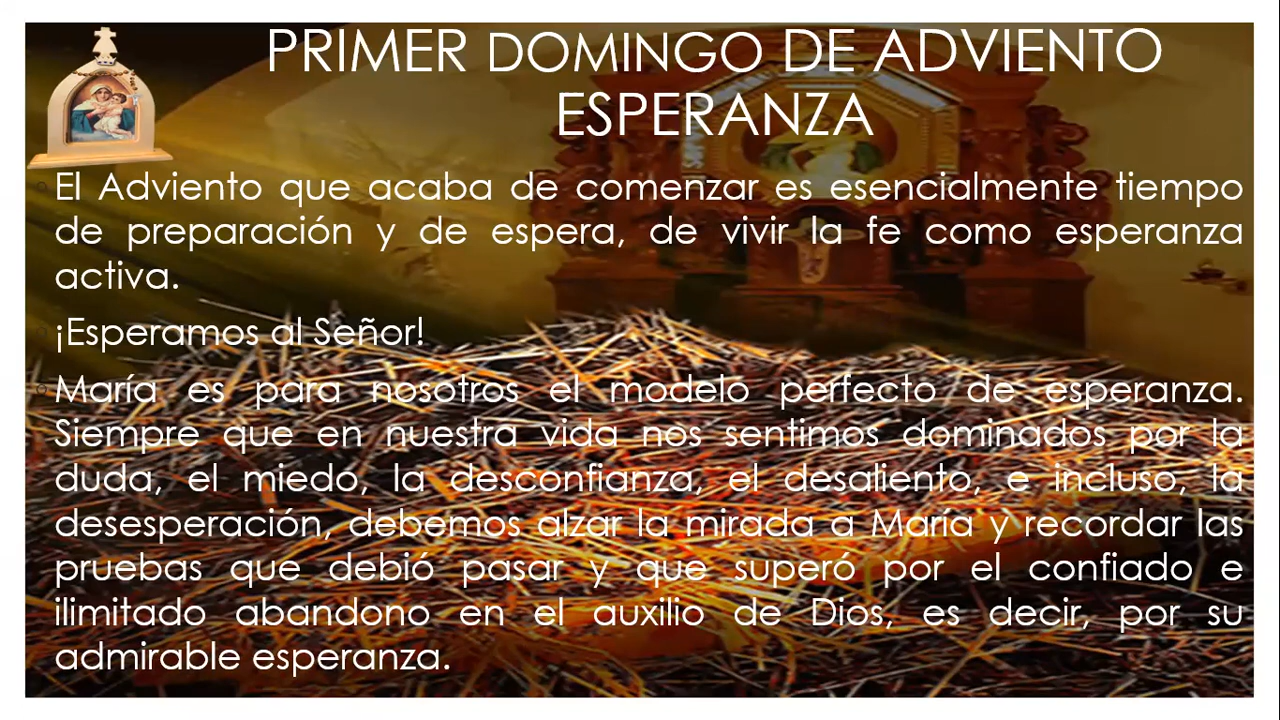 PRIMER DOMINGO DE ADVIENTO
ESPERANZA
El Adviento que acaba de comenzar es esencialmente tiempo
de preparación y de espera, de vivir la fe como esperanza
activa.
¡Esperamos al Señor!
María es para nosotros el modelo perfecto de esperanza.
Siempre que en nuestra vida nos sentimos dominados por la
duda, el miedo, la desconfianza, el desaliento, e incluso, la
desesperación, debemos alzar la mirada a María y recordar las
pruebas que debió pasar y que superó por el confiado e
ilimitado abandono en el auxilio de Dios, es decir, por su
admirable esperanza.